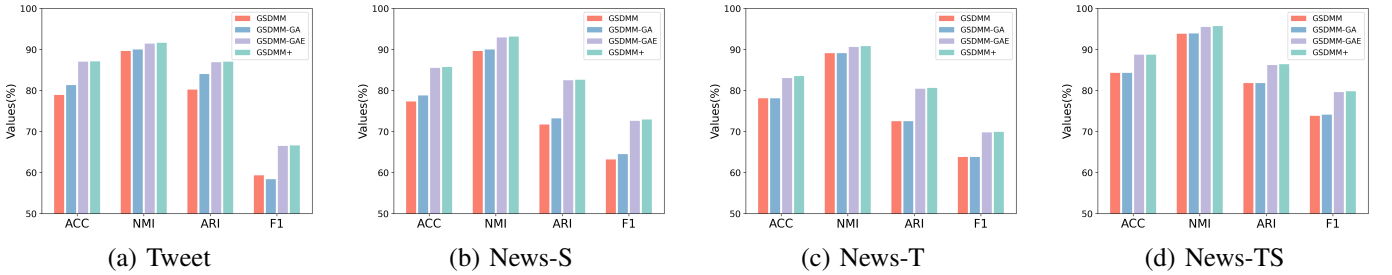 100
90
80
70
60
50
Values(%)
GSDMM
GSDMM-GA
GSDMM-GAE
GSDMM+
ACC NMI ARI F1
(a) Tweet
100
90
80
70
60
50
Values(%)
GSDMM
GSDMM-GA
GSDMM-GAE
GSDMM+
ACC NMI ARI F1
(b) News-S
100
90
80
70
60
50
Values(%)
GSDMM
GSDMM-GA
GSDMM-GAE
GSDMM+
ACC NMI ARI F1
(c) News-T
100
90
80
70
60
50
Values(%)
GSDMM
GSDMM-GA
GSDMM-GAE
GSDMM+
ACC NMI ARI F1
(d) News-TS